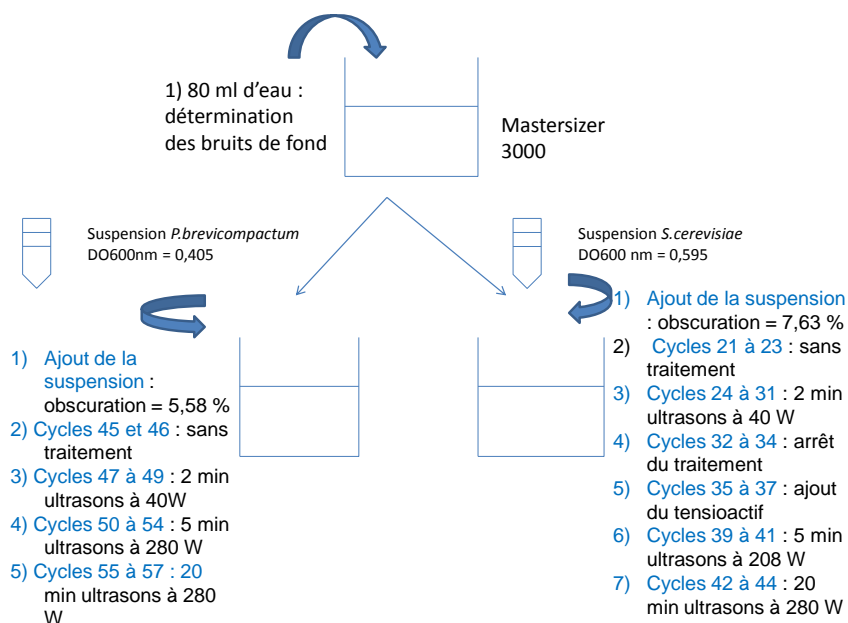 1) 80 ml d'eau :
détermination
des bruits de fond
Mastersizer
3000
Suspension P.brevicompactum
DO600nm = 0,405
Suspension S.cerevisiae
DO600 nm = 0,595
1) Ajout de la
suspension :
obscuration = 5,58 %
2) Cycles 45 et 46 : sans
traitement
3) Cycles 47 à 49 : 2 min
ultrasons à 40W
4) Cycles 50 à 54 : 5 min
ultrasons à 280 W
5) Cycles 55 à 57 : 20
min ultrasons à 280
W
1) Ajout de la suspension
: obscuration = 7,63 %
2) Cycles 21 à 23 : sans
traitement
3) Cycles 24 à 31 : 2 min
ultrasons à 40 W
4) Cycles 32 à 34 : arrêt
du traitement
5) Cycles 35 à 37 : ajout
du tensioactif
6) Cycles 39 à 41 : 5 min
ultrasons à 208 W
7) Cycles 42 à 44 : 20
min ultrasons à 280 W